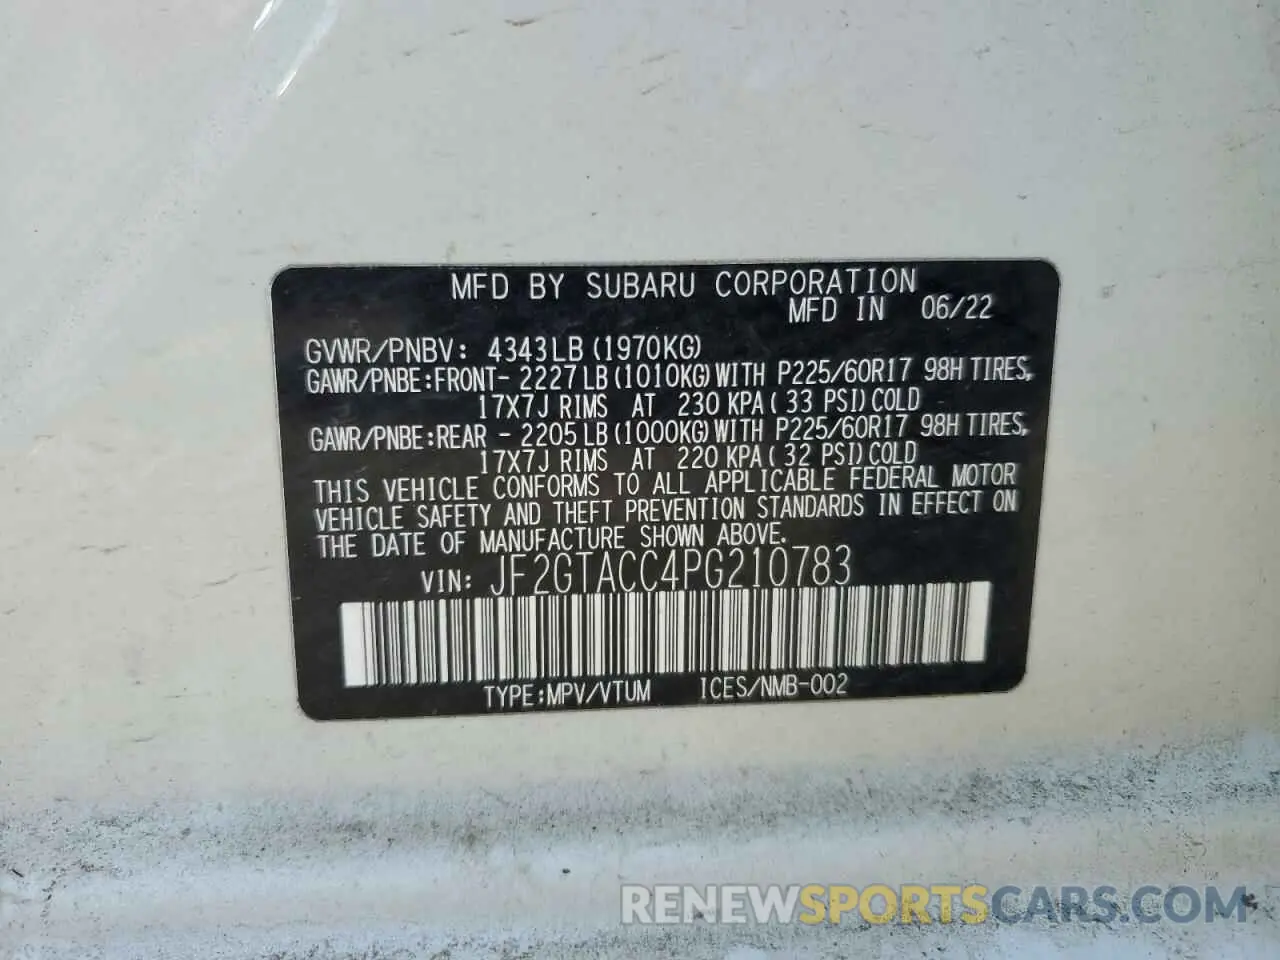 MFD BY SUBARU CORPORATION
MFD IN 06/22
GVWR/PNBV: 4343LB (1970KG)
GAWR/PNBE:FRONT- 2227LB(1010KG)WITH P225/60R17 98H TIRES,
17X7J RIMS AT 230 KPA( 33 PSI)COLD
GAWR/PNBE:REAR - 2205LB(1000KG)WITH P225/60R17 98H TIRES,
17X7J RIMS AT 220 KPA( 32 PSI)COLD
THIS VEHICLE CONFORMS TO ALL APPLICABLE FEDERAL MOTOR
VEHICLE SAFETY AND THEFT PREVENTION STANDARDS IN EFFECT ON
THE DATE OF MANUFACTURE SHOWN ABOVE.
VIN: JF2GTACC4PG210783
TYPE:MPV/VTUM ICES/NMB-002
RENEWSPORTSCARS.COM